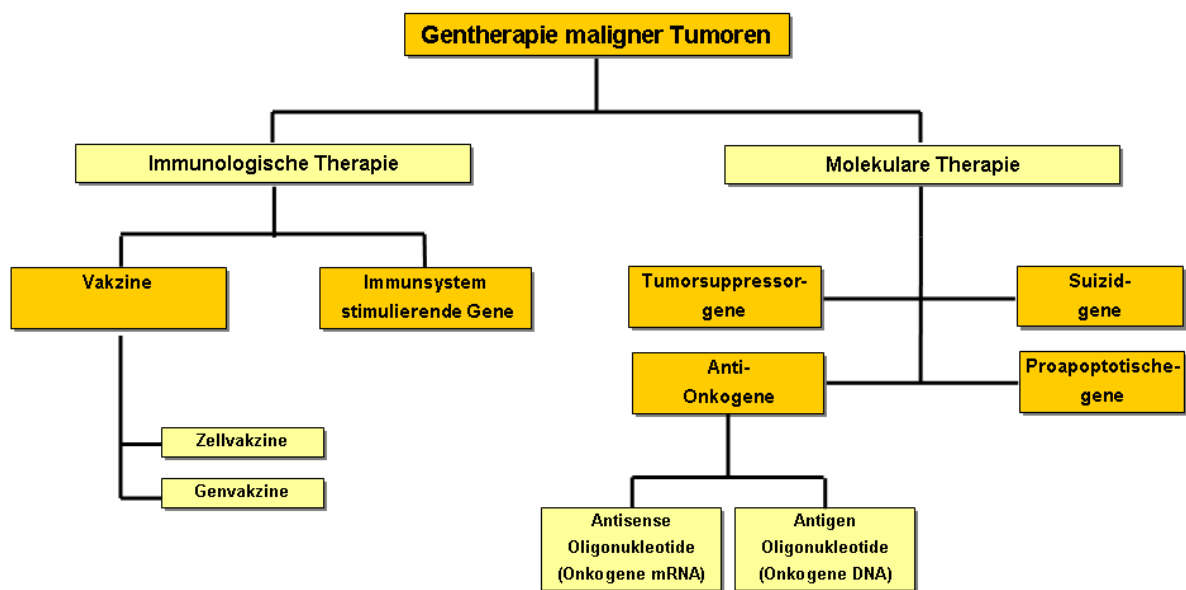 Gentherapie maligner Tumoren
Immunologische Therapie
Molekulare Therapie
Vakzine
Immunsystem
stimulierende Gene
Tumorsuppressor-
gene
Suizid-
gene
Anti-
Onkogene
Proapoptotische-
gene
Zellvakzine
Genvakzine
Antisense
Oligonukleotide
(Onkogene mRNA)
Antigen
Oligonukleotide
(Onkogene DNA)